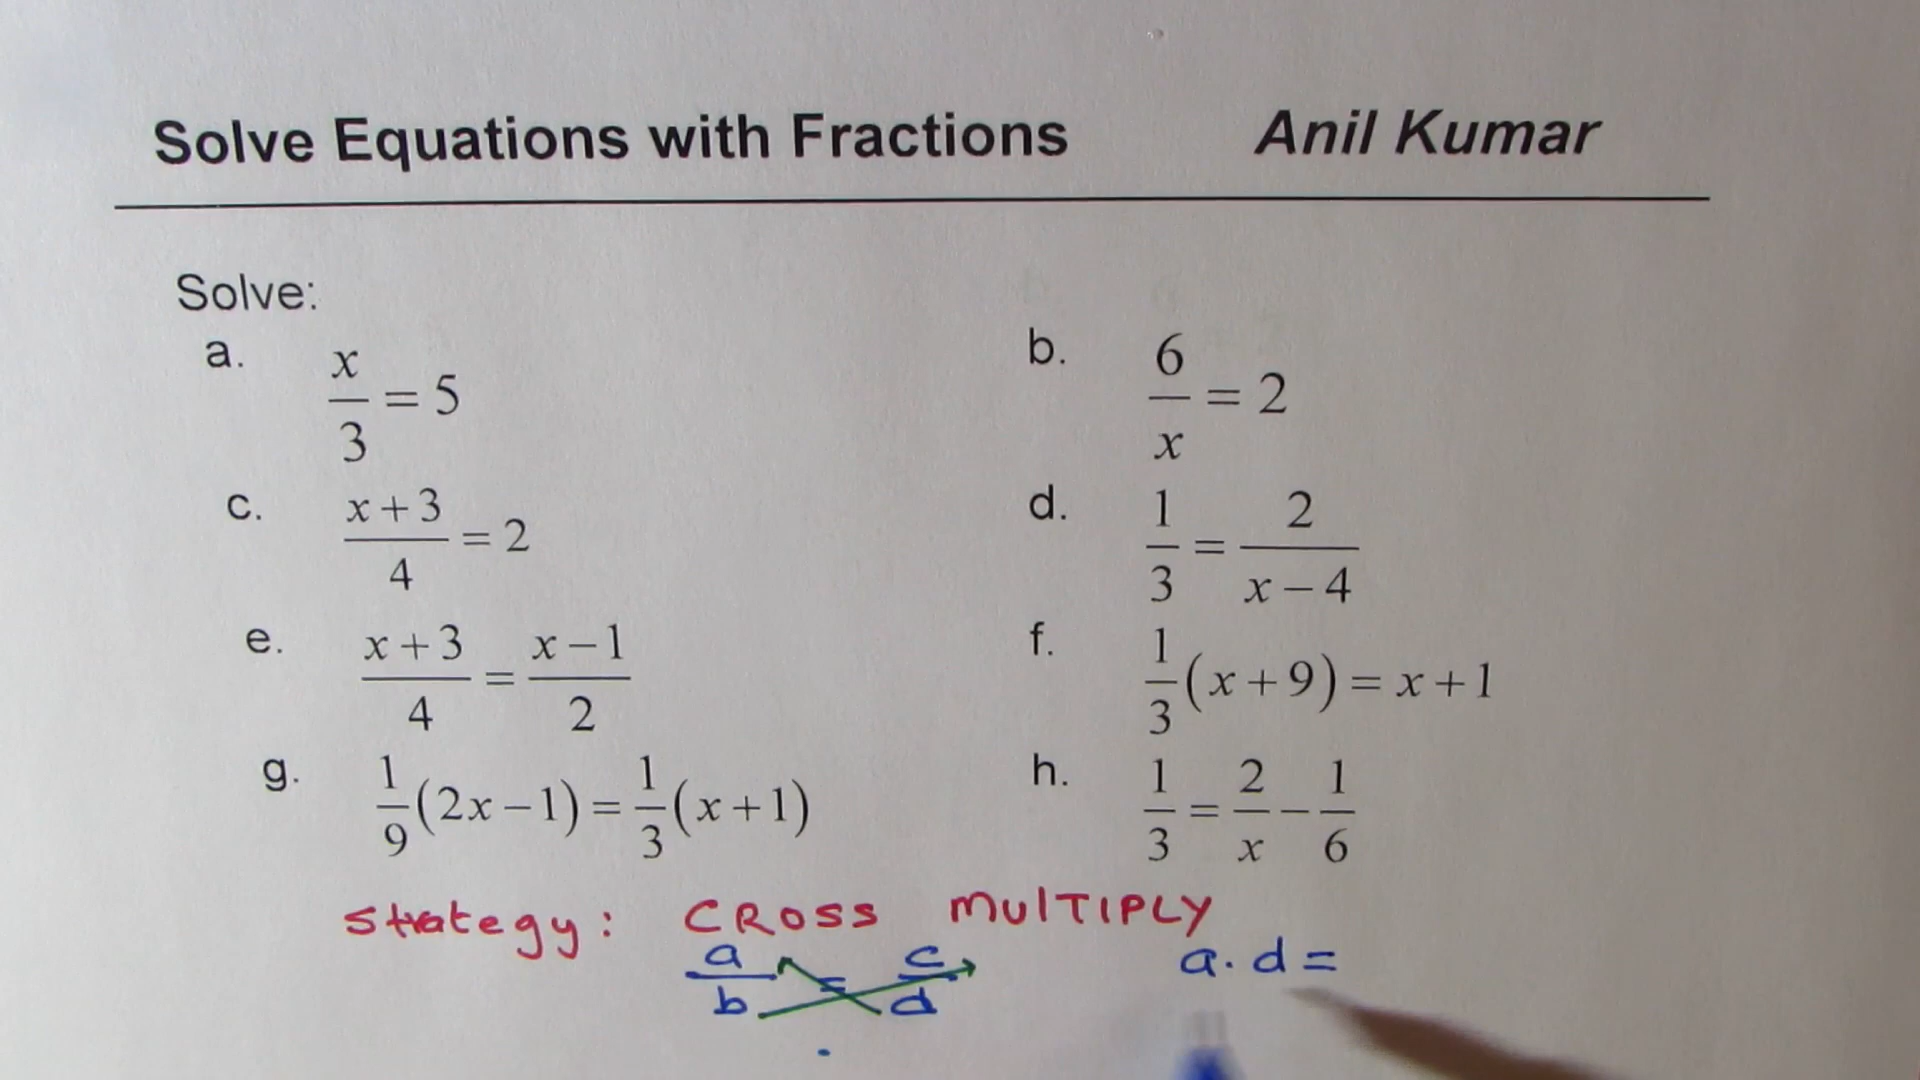 Solve Equations with Fractions Anil Kumar
Solve:
a. x/3 = 5
b. 6/x = 2
c. (x+3)/4 = 2
d. 1/3 = 2/(x−4)
e. (x+3)/4 = (x−1)/2
f. 1/3(x+9) = x+1
g. 1/9(2x−1) = 1/3(x+1)
h. 1/3 = 2/x − 1/6
Strategy: CROSS MULTIPLY
a/b = c/d a.d=